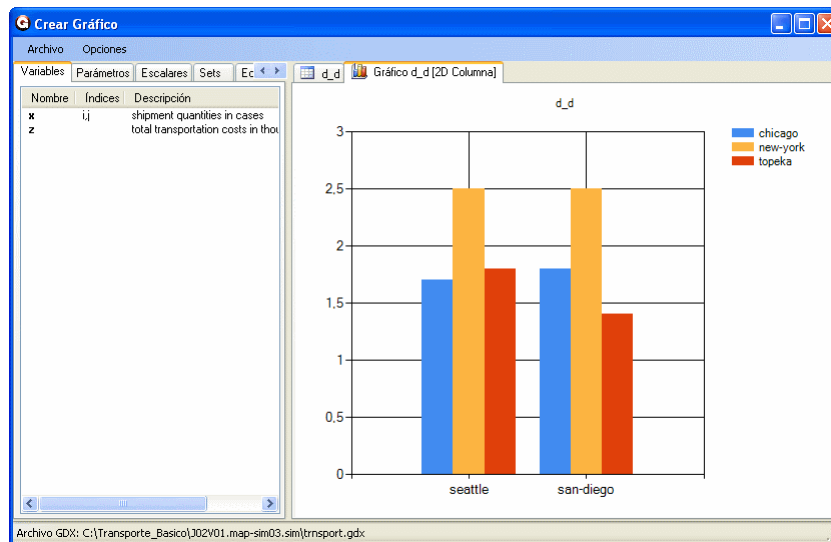 Crear Gráfico
Archivo Opciones
Variables Parámetros Escalares Sets Ec
Nombre Índices Descripción
x i,j shipment quantities in cases
z total transportation costs in thou
d_d Gráfico d_d [2D Columna]
d_d
3
2,5
2
1,5
1
0,5
0
seattle san-diego
chicago
new-york
topeka
Archivo GDX: C:\Transporte_Basico\J02V01.map-sim03.sim\trnsport.gdx